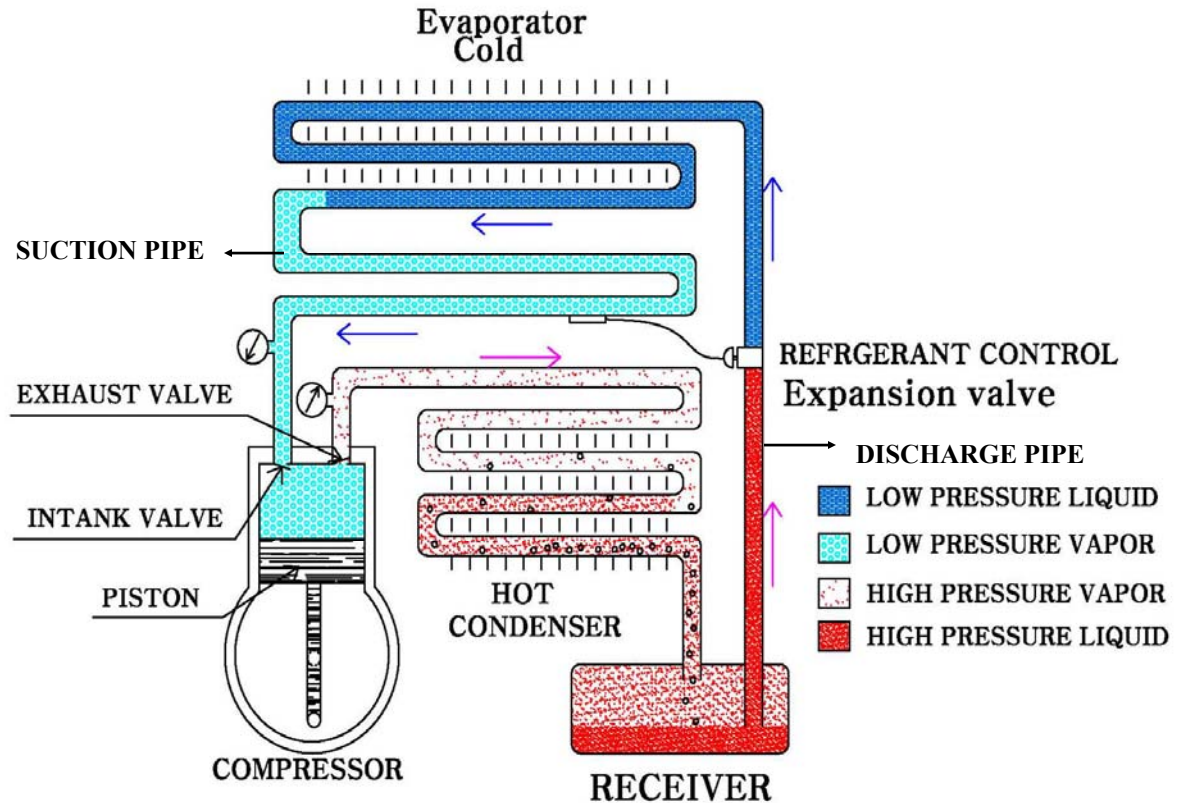 Evaporator
Cold
SUCTION PIPE
REFRGERANT CONTROL
Expansion valve
EXHAUST VALVE
DISCHARGE PIPE
LOW PRESSURE LIQUID
INTANK VALVE
LOW PRESSURE VAPOR
PISTON
HOT
CONDENSER
HIGH PRESSURE VAPOR
HIGH PRESSURE LIQUID
COMPRESSOR
RECEIVER